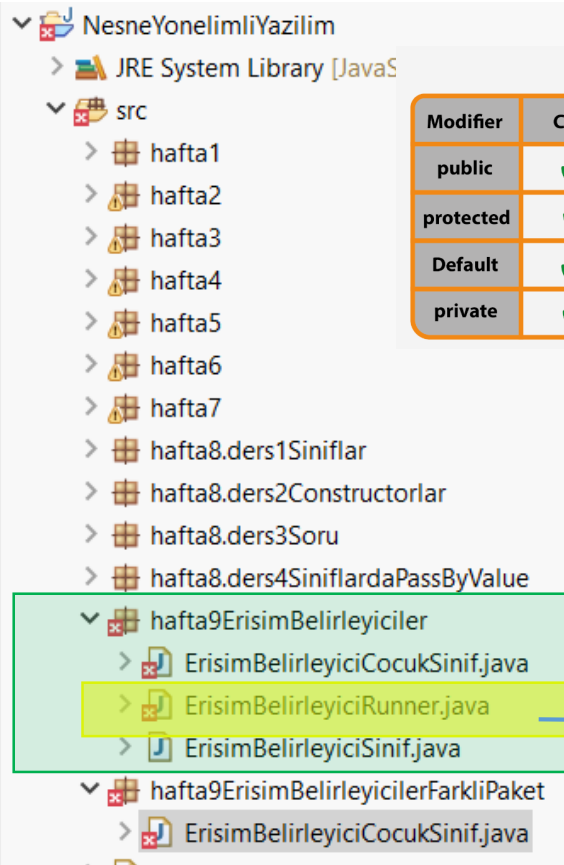 NesneYonelimliYazilim
JRE System Library [JavaS
src
hafta1
hafta2
hafta3
hafta4
hafta5
hafta6
hafta7
hafta8.ders1Siniflar
hafta8.ders2Constructorlar
hafta8.ders3Soru
hafta8.ders4SiniflardaPassByValue
hafta9ErisimBelirleyiciler
ErisimBelirleyiciCocukSinif.java
ErisimBelirleyiciRunner.java
ErisimBelirleyiciSinif.java
hafta9ErisimBelirleyicilerFarkliPaket
ErisimBelirleyiciCocukSinif.java
Modifier C
public
protected
Default
private